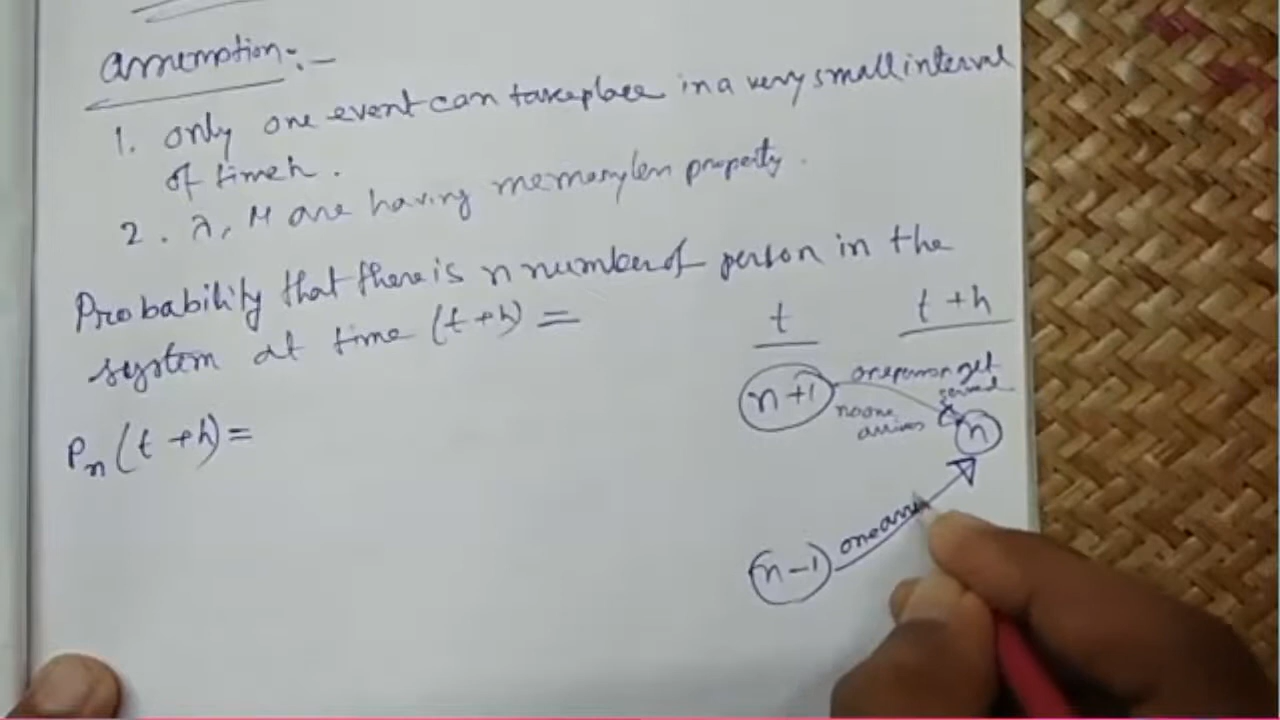 assumption:-
1. only one event can take place in a very small interval
of time h.
2. λ, μ are having memoryless property.
Probability that there is n number of person in the
system at time (t+h) =
t t+h
n+1 one person get
served
no one
arrives
n
Pn(t+h)=
n-1 one arri